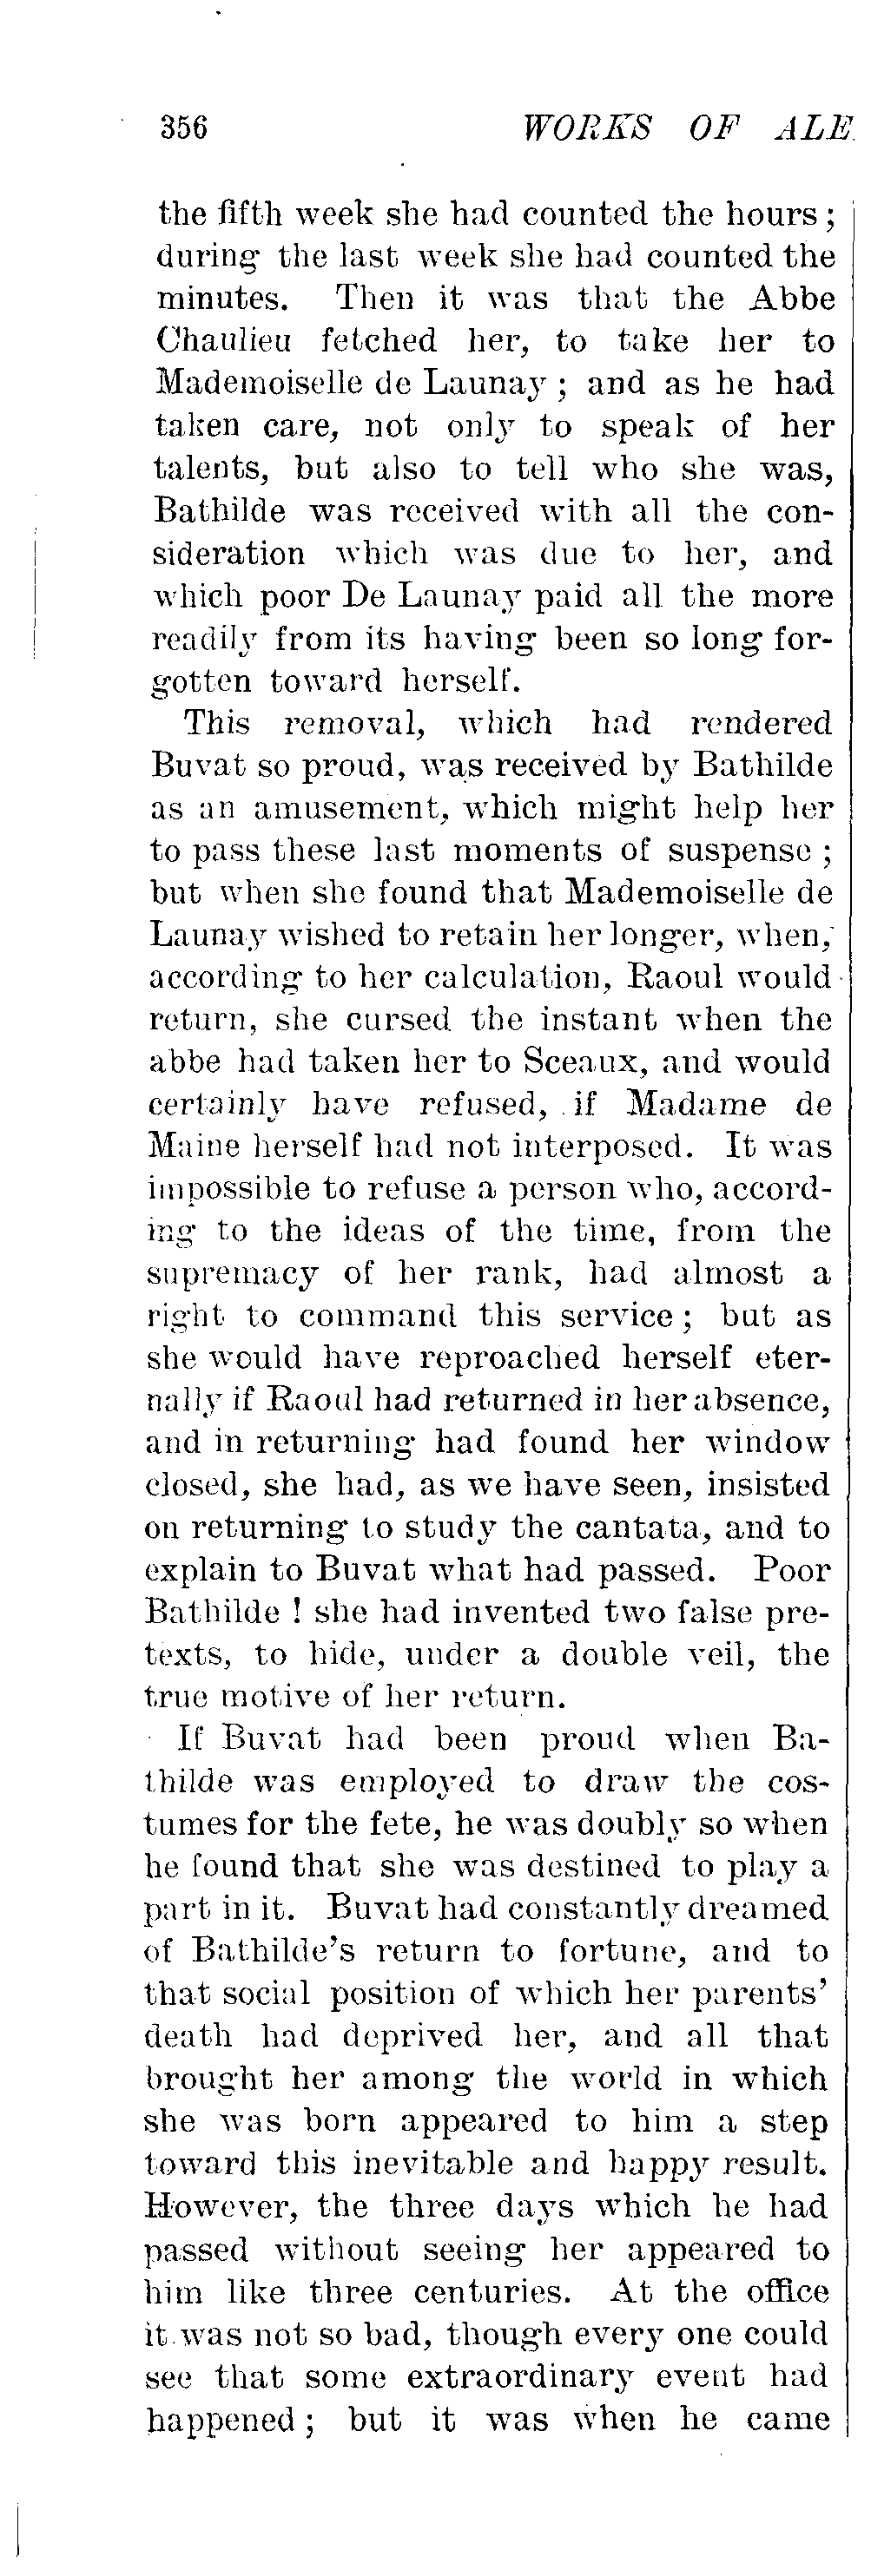 356 WORKS OF ALE
the fifth week she had counted the hours;
during the last week she had counted the
minutes. Then it was that the Abbe
Chaulieu fetched her, to take her to
Mademoiselle de Launay; and as he had
taken care, not only to speak of her
talents, but also to tell who she was,
Bathilde was received with all the con-
sideration which was due to her, and
which poor De Launay paid all the more
readily from its having been so long for-
gotten toward herself.
This removal, which had rendered
Buvat so proud, was received by Bathilde
as an amusement, which might help her
to pass these last moments of suspense;
but when she found that Mademoiselle de
Launay wished to retain her longer, when,
according to her calculation, Raoul would
return, she cursed the instant when the
abbe had taken her to Sceaux, and would
certainly have refused, if Madame de
Maine herself had not interposed. It was
impossible to refuse a person who, accord-
ing to the ideas of the time, from the
supremacy of her rank, had almost a
right to command this service; but as
she would have reproached herself eter-
nally if Raoul had returned in her absence,
and in returning had found her window
closed, she had, as we have seen, insisted
on returning to study the cantata, and to
explain to Buvat what had passed. Poor
Bathilde! she had invented two false pre-
texts, to hide, under a double veil, the
true motive of her return.
If Buvat had been proud when Ba-
thilde was employed to draw the cos-
tumes for the fete, he was doubly so when
he found that she was destined to play a
part in it. Buvat had constantly dreamed
of Bathilde's return to fortune, and to
that social position of which her parents'
death had deprived her, and all that
brought her among the world in which
she was born appeared to him a step
toward this inevitable and happy result.
However, the three days which he had
passed without seeing her appeared to
him like three centuries. At the office
it was not so bad, though every one could
see that some extraordinary event had
happened; but it was when he came